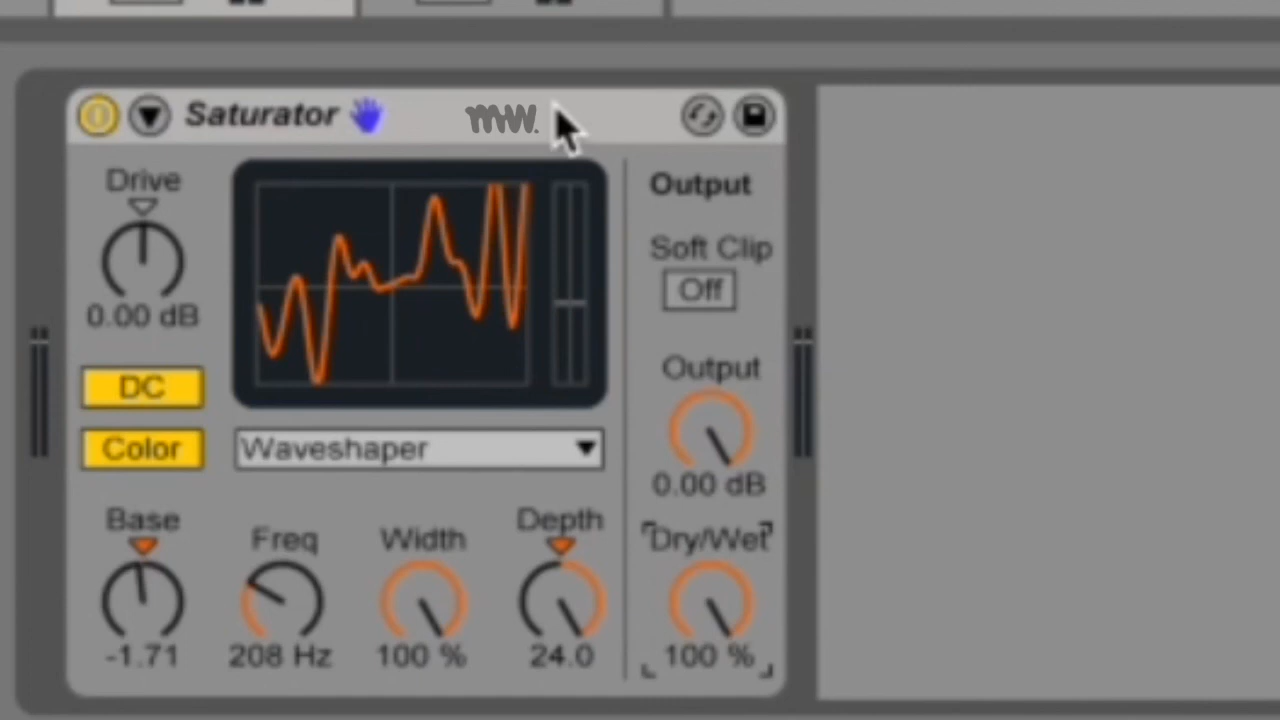 Saturator mw.
Drive
0.00 dB
DC
Color
Waveshaper
Base
-1.71
Freq
208 Hz
Width
100 %
Depth
24.0
Output
Soft Clip
Off
Output
0.00 dB
Dry/Wet
100 %